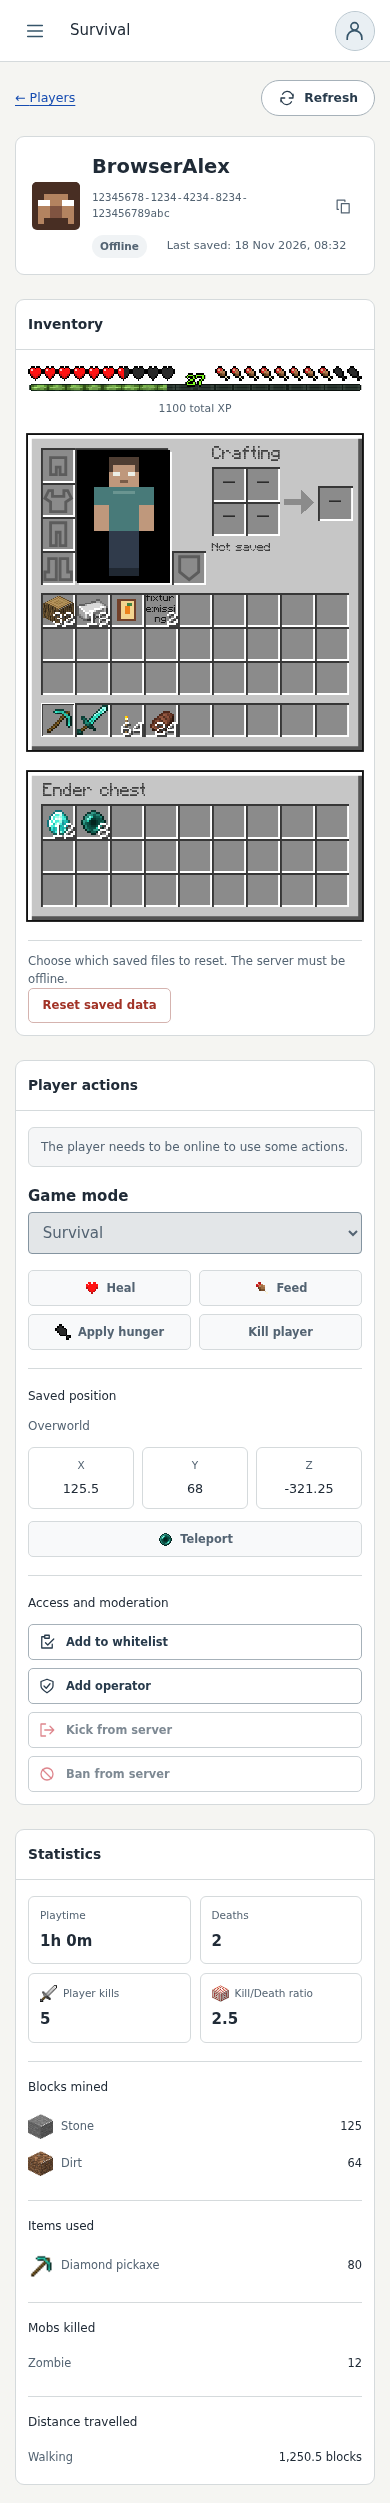 Survival
← Players
Refresh
BrowserAlex
12345678-1234-4234-8234-
123456789abc
Offline
Last saved: 18 Nov 2026, 08:32
Inventory
27
1100 total XP
Crafting
—
—
—
—
—
Not saved
32
18
fixtur
e:missi
ng
2
64
24
Ender chest
12
8
Choose which saved files to reset. The server must be
offline.
Reset saved data
Player actions
The player needs to be online to use some actions.
Game mode
Survival
Heal
Feed
Apply hunger
Kill player
Saved position
Overworld
X
Y
Z
125.5
68
-321.25
Teleport
Access and moderation
Add to whitelist
Add operator
Kick from server
Ban from server
Statistics
Playtime
Deaths
1h 0m
2
Player kills
Kill/Death ratio
5
2.5
Blocks mined
Stone
125
Dirt
64
Items used
Diamond pickaxe
80
Mobs killed
Zombie
12
Distance travelled
Walking
1,250.5 blocks